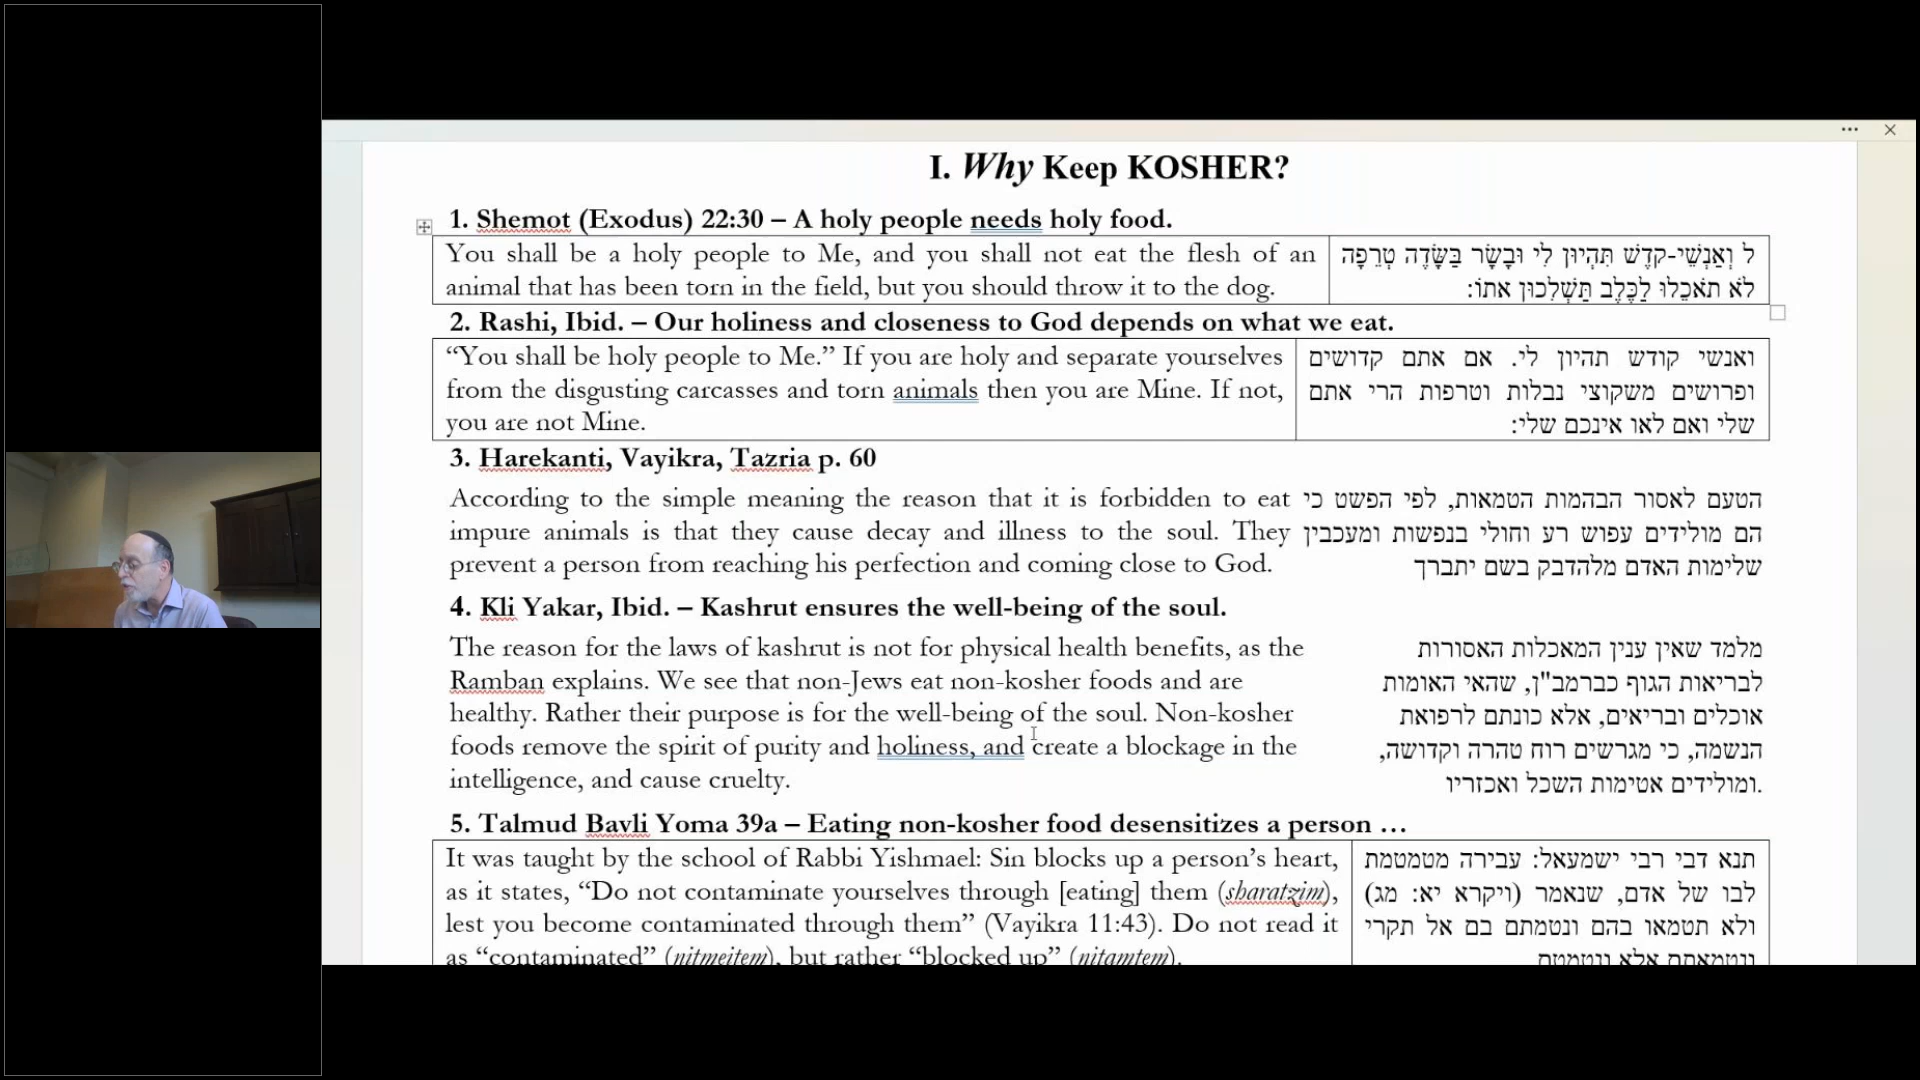 I. Why Keep KOSHER?
1. Shemot (Exodus) 22:30 – A holy people needs holy food.
You shall be a holy people to Me, and you shall not eat the flesh of an
animal that has been torn in the field, but you should throw it to the dog.
ל וְאַנְשֵׁי-קֹדֶשׁ תִּהְיוּן לִי וּבָשָׂר בַּשָּׂדֶה טְרֵפָה
לֹא תֹאכֵלוּ לַכֶּלֶב תַּשְׁלִכוּן אֹתוֹ:
2. Rashi, Ibid. – Our holiness and closeness to God depends on what we eat.
“You shall be holy people to Me.” If you are holy and separate yourselves
from the disgusting carcasses and torn animals then you are Mine. If not,
you are not Mine.
ואנשי קודש תהיון לי. אם אתם קדושים
ופרושים משקוצי נבלות וטרפות הרי אתם
שלי ואם לאו אינכם שלי:
3. Harekanti, Vayikra, Tazria p. 60
According to the simple meaning the reason that it is forbidden to eat
impure animals is that they cause decay and illness to the soul. They
prevent a person from reaching his perfection and coming close to God.
הטעם לאסור הבהמות הטמאות, לפי הפשט כי
הם מולידים עפוש רע וחולי בנפשות ומעכבין
שלימות האדם מלהדבק בשם יתברך
4. Kli Yakar, Ibid. – Kashrut ensures the well-being of the soul.
The reason for the laws of kashrut is not for physical health benefits, as the
Ramban explains. We see that non-Jews eat non-kosher foods and are
healthy. Rather their purpose is for the well-being of the soul. Non-kosher
foods remove the spirit of purity and holiness, and create a blockage in the
intelligence, and cause cruelty.
מלמד שאין ענין המאכלות האסורות
לבריאות הגוף כברמב"ן, שהאי האומות
אוכלים ובריאים, אלא כונתם לרפואת
הנשמה, כי מגרשים רוח טהרה וקדושה,
ומולידים אטימות השכל ואכזריו.
5. Talmud Bavli Yoma 39a – Eating non-kosher food desensitizes a person …
It was taught by the school of Rabbi Yishmael: Sin blocks up a person’s heart,
as it states, “Do not contaminate yourselves through [eating] them (sharatzim),
lest you become contaminated through them” (Vayikra 11:43). Do not read it
as “contaminated” (nitmeitem), but rather “blocked up” (nitamtem).
תנא דבי רבי ישמעאל: עבירה מטמטמת
לבו של אדם, שנאמר (ויקרא יא: מג)
ולא תטמאו בהם ונטמתם בם אל תקרי
ונטמאתם אלא ונטמטם